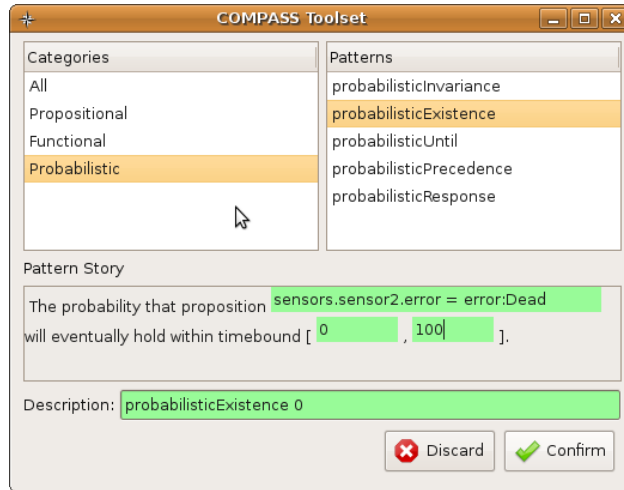 COMPASS Toolset
Categories
All
Propositional
Functional
Probabilistic
Patterns
probabilisticInvariance
probabilisticExistence
probabilisticUntil
probabilisticPrecedence
probabilisticResponse
Pattern Story
The probability that proposition sensors.sensor2.error = error:Dead
will eventually hold within timebound [ 0 , 100 ].
Description: probabilisticExistence 0
Discard Confirm